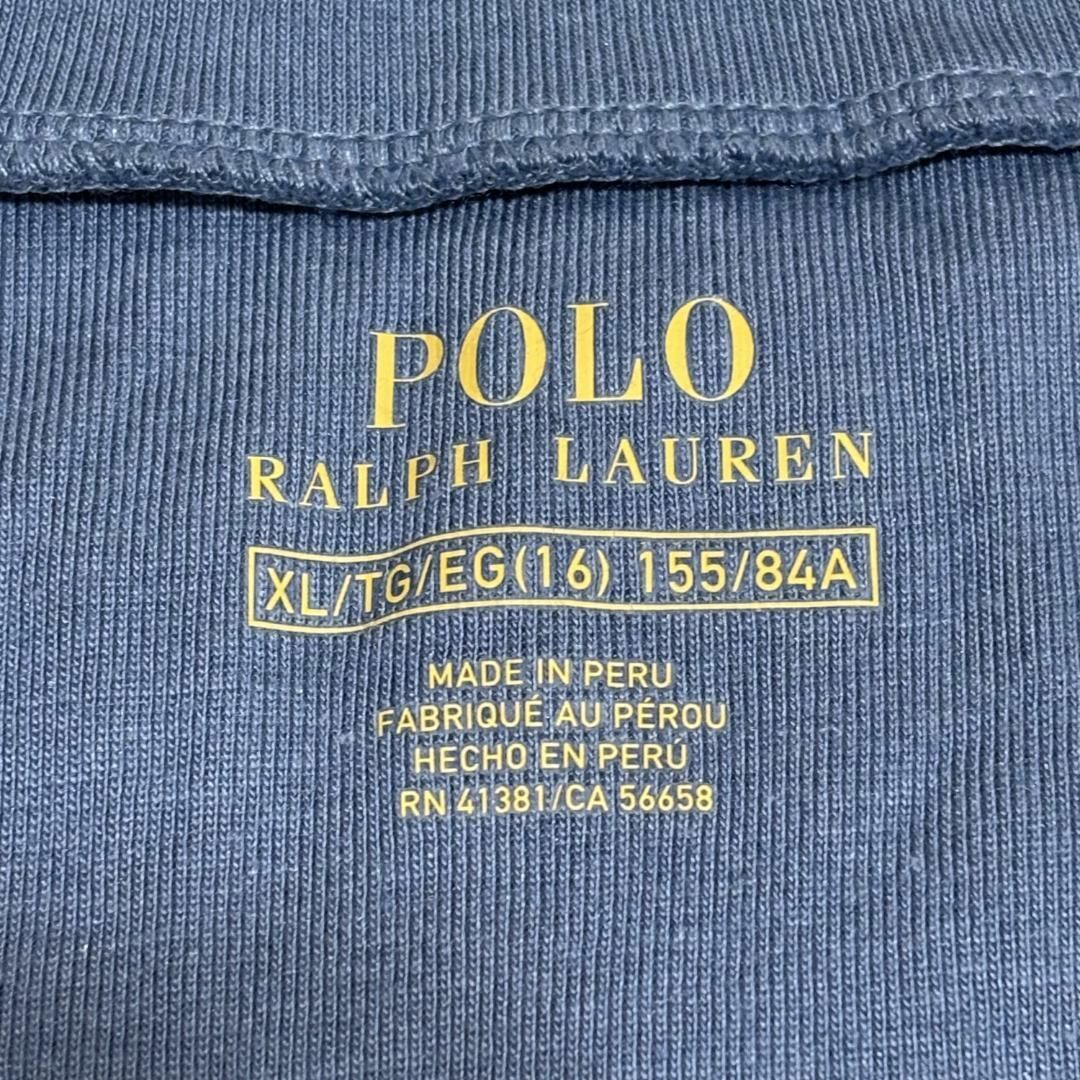 POLO
RALPH LAUREN
XL/TG/EG(16) 155/84A
MADE IN PERU
FABRIQUÉ AU PÉROU
HECHO EN PERÚ
RN 41381/CA 56658